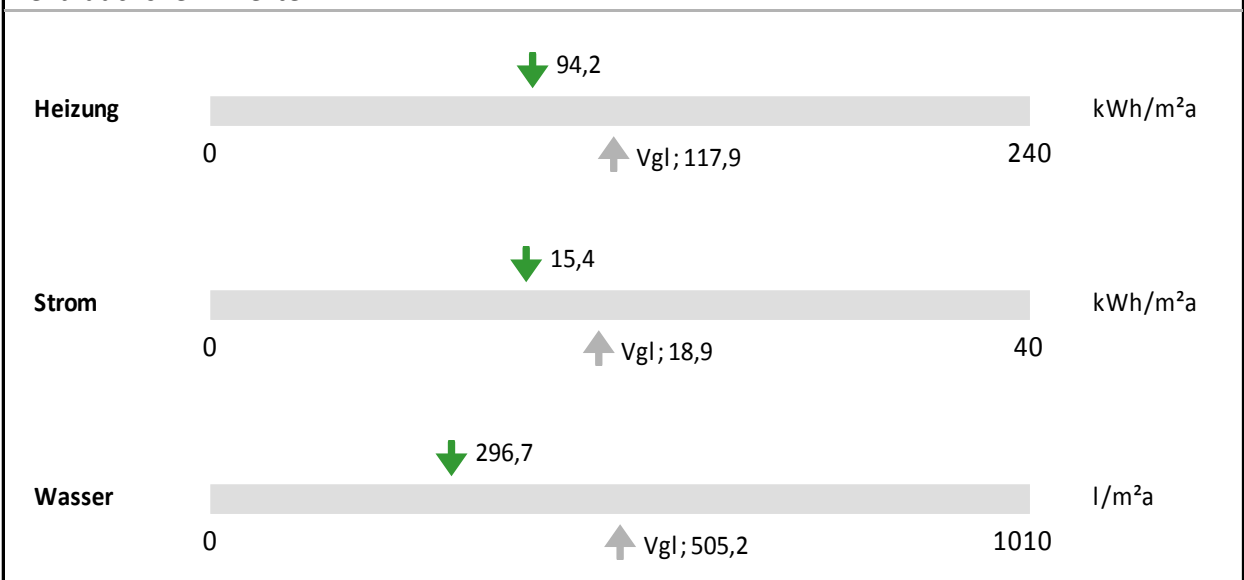 94,2
Heizung kWh/m²a
0 Vgl; 117,9 240
15,4
Strom kWh/m²a
0 Vgl; 18,9 40
296,7
Wasser l/m²a
0 Vgl; 505,2 1010